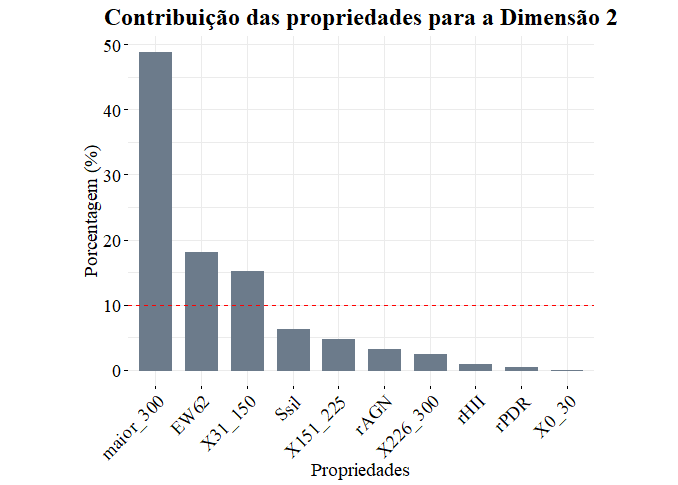 Contribuição das propriedades para a Dimensão 2
Porcentagem (%)
50
40
30
20
10
0
maior_300
EW62
X31_150
Ssil
X151_225
rAGN
X226_300
rHII
rPDR
X0_30
Propriedades